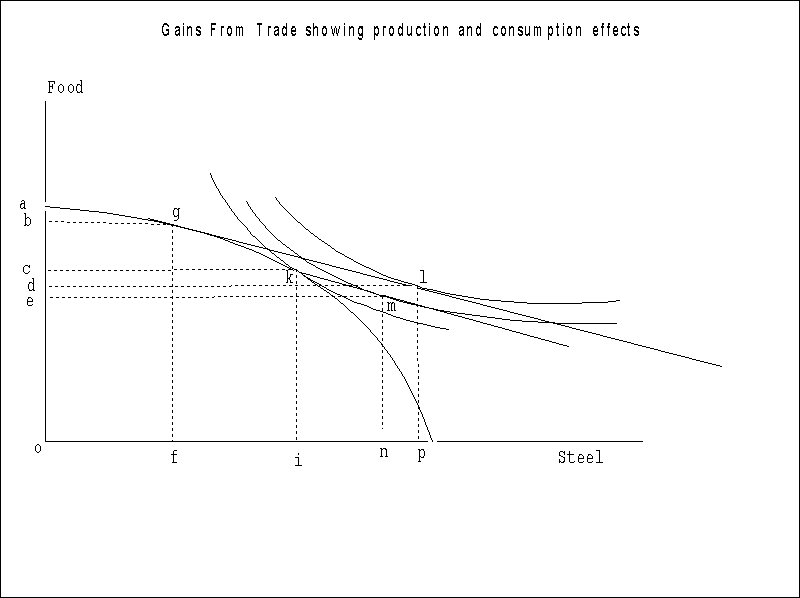 Gains From Trade showing production and consumption effects
Food
a
g
b
c
k
l
d
e
m
o
f
i
n
p
Steel